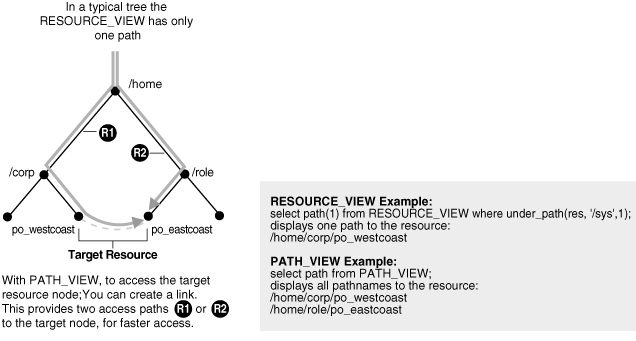 In a typical tree the
RESOURCE_VIEW has only
one path
/home
R1
R2
/corp
/role
po_westcoast
po_eastcoast
Target Resource
With PATH_VIEW, to access the target
resource node;You can create a link.
This provides two access paths R1 or R2
to the target node, for faster access.
RESOURCE_VIEW Example:
select path(1) from RESOURCE_VIEW where under_path(res, '/sys',1);
displays one path to the resource:
/home/corp/po_westcoast
PATH_VIEW Example:
select path from PATH_VIEW;
displays all pathnames to the resource:
/home/corp/po_westcoast
/home/role/po_eastcoast